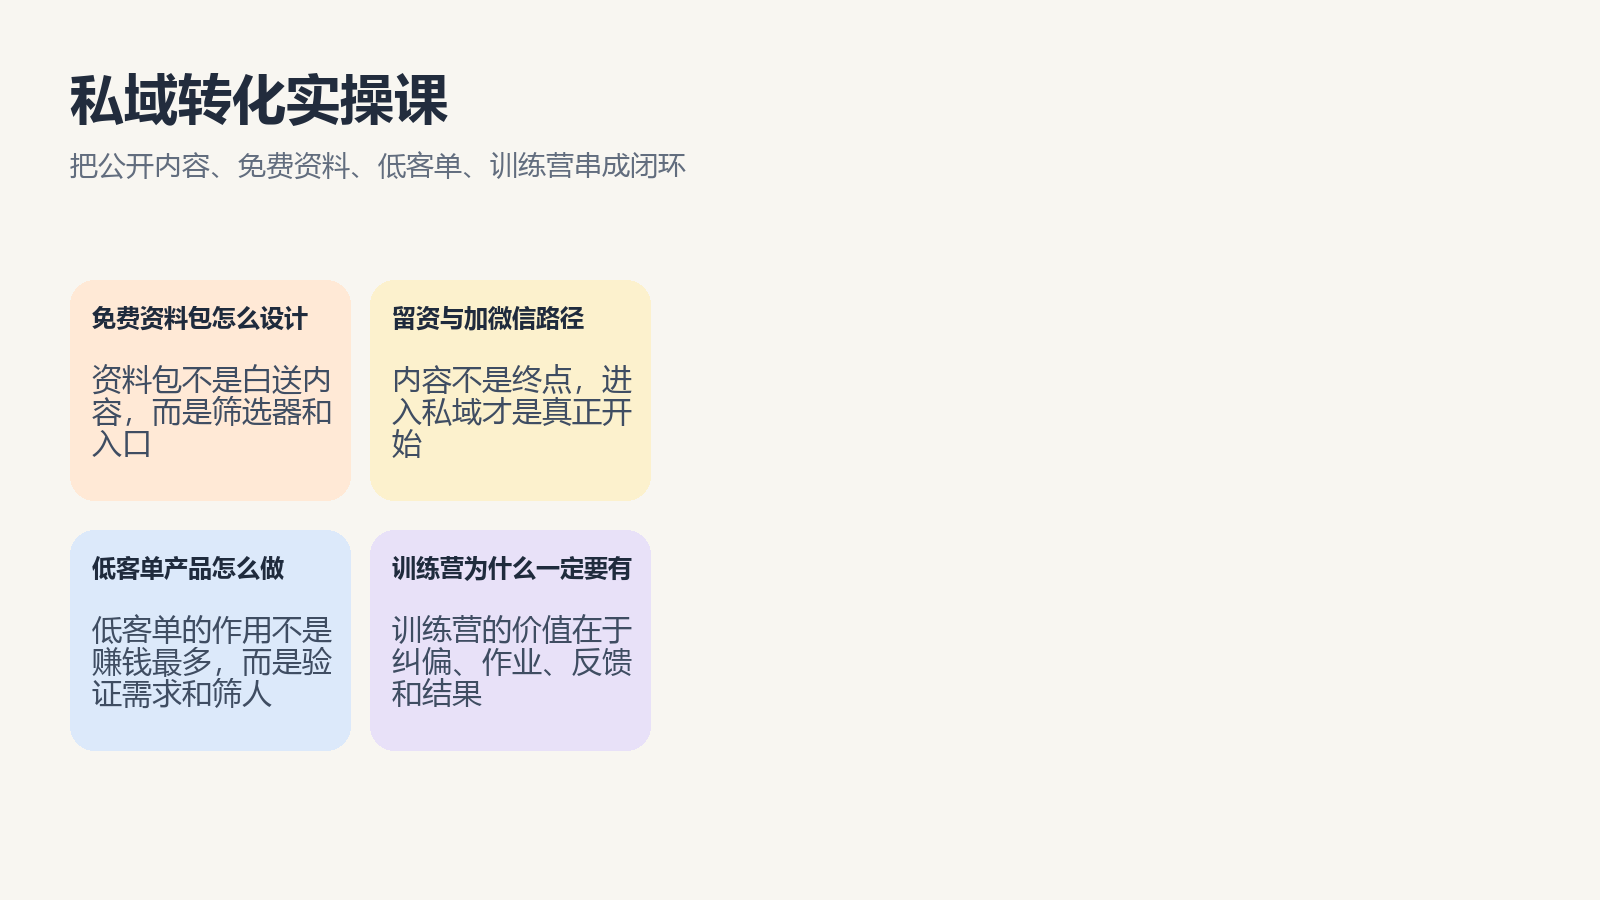 私域转化实操课
把公开内容、免费资料、低客单、训练营串成闭环
免费资料包怎么设计
资料包不是白送内
容，而是筛选器和
入口
留资与加微信路径
内容不是终点，进
入私域才是真正开
始
低客单产品怎么做
低客单的作用不是
赚钱最多，而是验
证需求和筛人
训练营为什么一定要有
训练营的价值在于
纠偏、作业、反馈
和结果